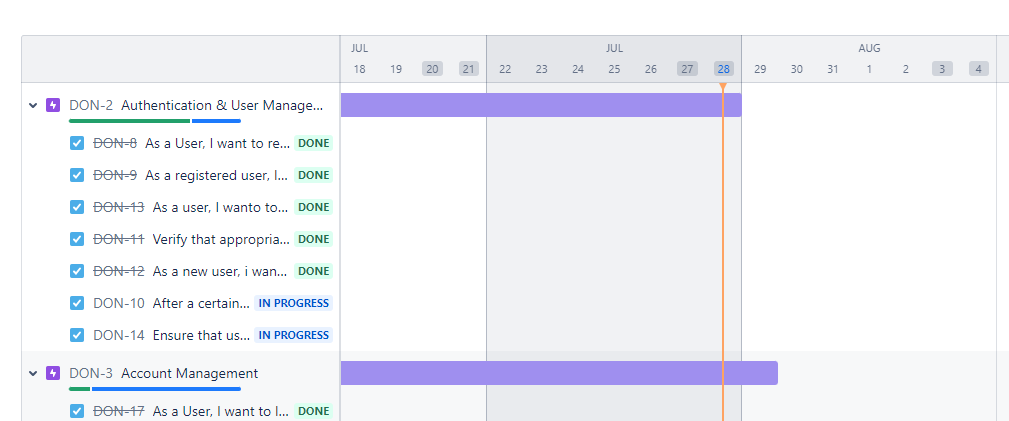 JUL JUL AUG
18 19 20 21 22 23 24 25 26 27 28 29 30 31 1 2 3 4
DON-2 Authentication & User Manage...
DON-8 As a User, I want to re... DONE
DON-9 As a registered user, I... DONE
DON-13 As a user, I wanto to... DONE
DON-11 Verify that appropria... DONE
DON-12 As a new user, i wan... DONE
DON-10 After a certain... IN PROGRESS
DON-14 Ensure that us... IN PROGRESS
DON-3 Account Management
DON-17 As a User, I want to l... DONE